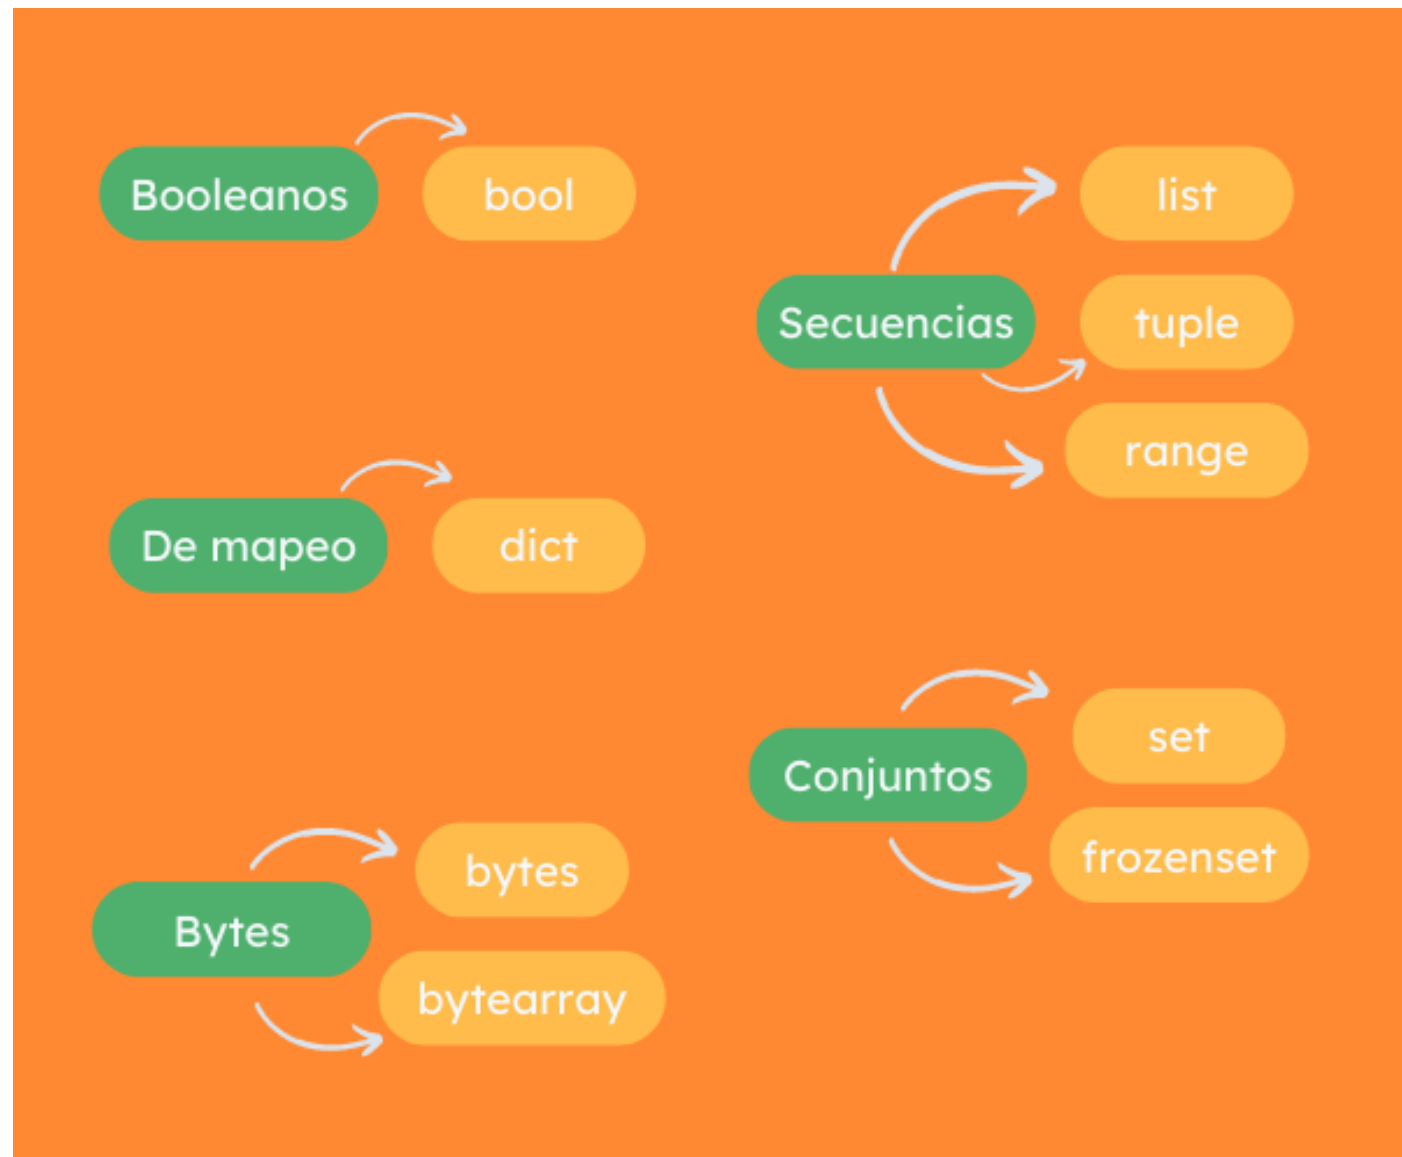 Booleanos
bool
De mapeo
dict
Bytes
bytes
bytearray
Secuencias
list
tuple
range
Conjuntos
set
frozenset